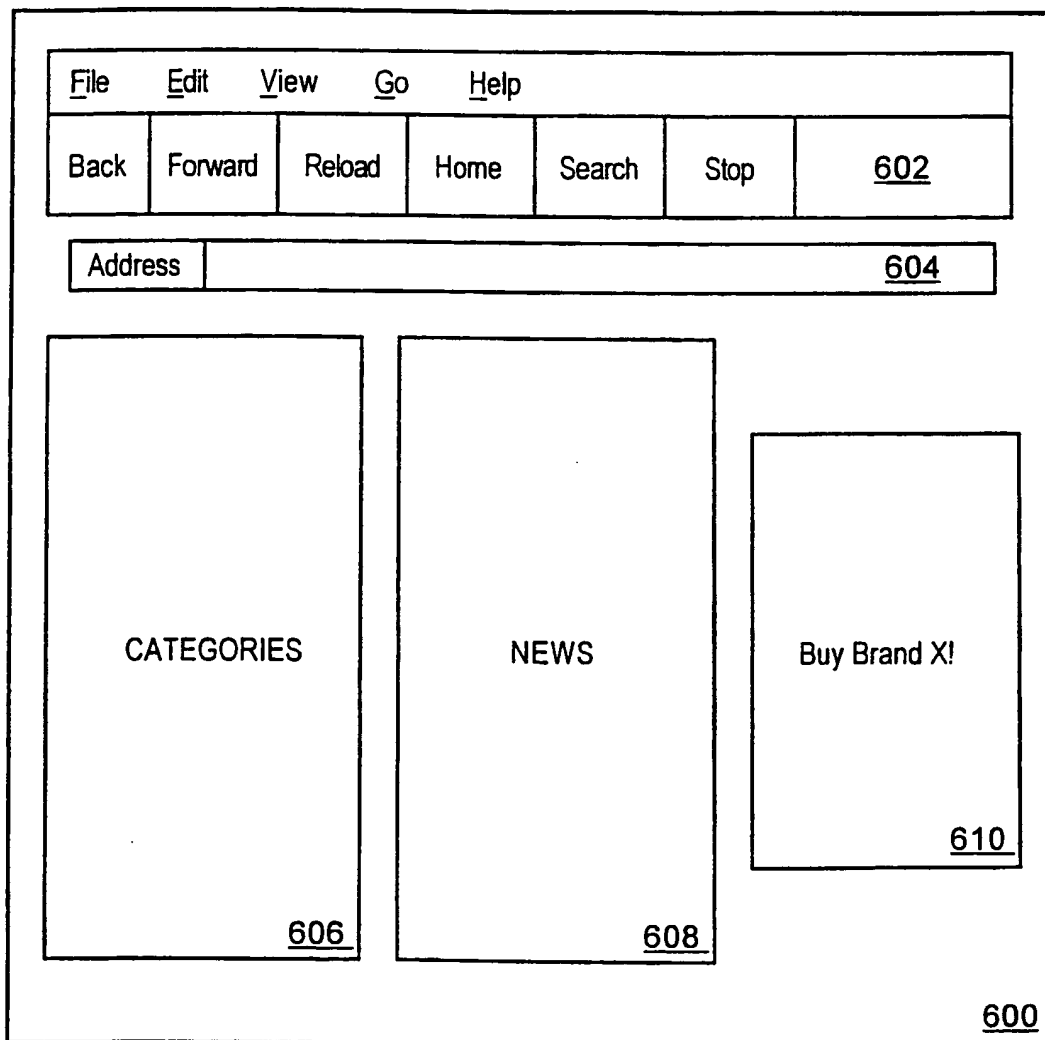 File Edit View Go Help
Back Forward Reload Home Search Stop 602
Address 604
CATEGORIES NEWS Buy Brand X!
610
606 608
600